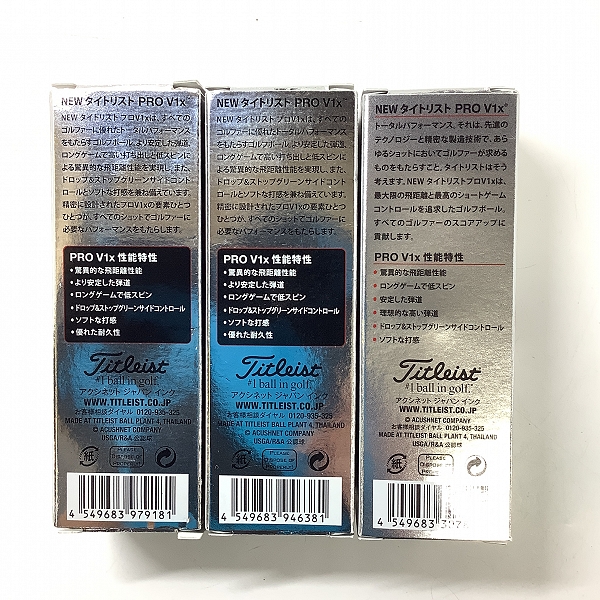 NEW タイトリスト PRO V1x
NEW タイトリスト プロV1xは、すべての
ゴルファーに優れたトータルパフォーマンス
をもたらすゴルフボール。より安定した弾道、
ロングゲームで高い打ち出しと低スピン
による驚異的な飛距離性能を実現し、また、
ドロップ&ストップグリーンサイドコントロ
ールとソフトな打感を兼ね備えています。
精密に設計されたプロV1xの要素ひとつ
ひとつが、すべてのショットでゴルファーに
必要なパフォーマンスをもたらします。
PRO V1x 性能特性
•驚異的な飛距離性能
•より安定した弾道
•ロングゲームで低スピン
•ドロップ&ストップグリーンサイドコントロール
•ソフトな打感
•優れた耐久性
Titleist
#1 ball in golf.
アクシネット ジャパン インク
WWW.TITLEIST.CO.JP
お客様相談ダイヤル 0120-935-325
© ACUSHNET COMPANY
MADE AT TITLEIST BALL PLANT 4, THAILAND
USGA/R&A 公認球
紙
PLEASE
DISPOSE OF
PROPERLY
4 549683 979181
NEW タイトリスト PRO V1x
NEW タイトリスト プロV1xは、すべての
ゴルファーに優れたトータルパフォーマンス
をもたらすゴルフボール。より安定した弾道、
ロングゲームで高い打ち出しと低スピン
による驚異的な飛距離性能を実現し、また、
ドロップ&ストップグリーンサイドコントロ
ールとソフトな打感を兼ね備えています。
精密に設計されたプロV1xの要素ひとつ
ひとつが、すべてのショットでゴルファーに
必要なパフォーマンスをもたらします。
PRO V1x 性能特性
•驚異的な飛距離性能
•より安定した弾道
•ロングゲームで低スピン
•ドロップ&ストップグリーンサイドコントロール
•ソフトな打感
•優れた耐久性
Titleist
#1 ball in golf.
アクシネット ジャパン インク
WWW.TITLEIST.CO.JP
お客様相談ダイヤル 0120-935-325
© ACUSHNET COMPANY
MADE AT TITLEIST BALL PLANT 4, THAILAND
USGA/R&A 公認球
紙
PLEASE
DISPOSE OF
PROPERLY
4 549683 946381
NEW タイトリスト PRO V1x
トータルパフォーマンス。それは、先進の
テクノロジーと精密な製造技術で、あら
ゆるショットにおいてゴルファーが求める
ものをもたらすこと。タイトリストはそう
考えます。NEW タイトリストプロV1xは、
最大限の飛距離と最高のショートゲーム
コントロールを追求したゴルフボール。
すべてのゴルファーのスコアアップに
貢献します。
PRO V1x 性能特性
•驚異的な飛距離性能
•ロングゲームで低スピン
•安定した弾道
•理想的な高い弾道
•ドロップ&ストップグリーンサイドコントロール
•ソフトな打感
Titleist
#1 ball in golf.
アクシネット ジャパン インク
WWW.TITLEIST.CO.JP
お客様相談ダイヤル 0120-935-325
© ACUSHNET COMPANY
MADE AT TITLEIST BALL PLANT 4, THAILAND
USGA/R&A 公認球
紙
PLEASE
DISPOSE OF
4 549683